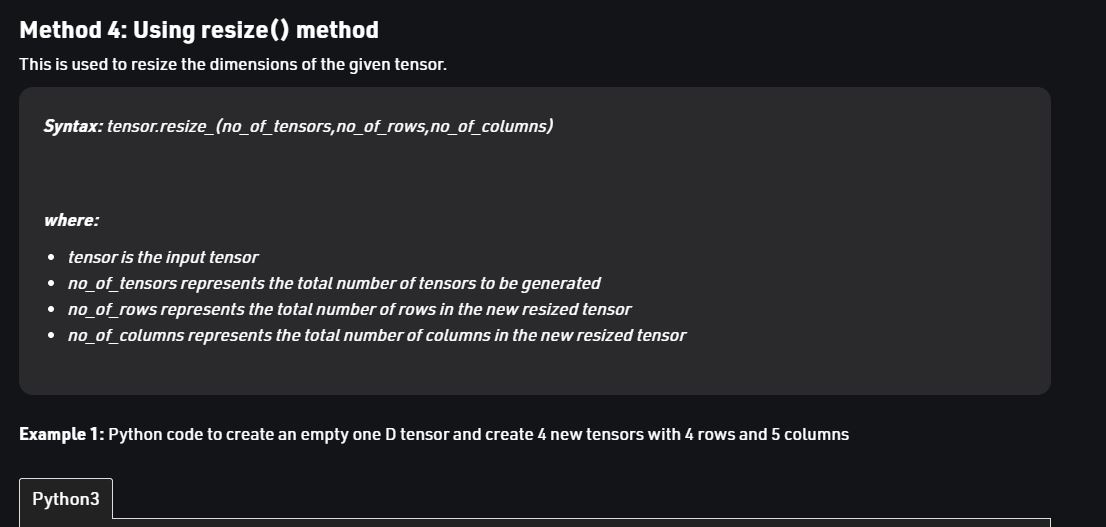 Method 4: Using resize() method
This is used to resize the dimensions of the given tensor.
Syntax: tensor.resize_(no_of_tensors,no_of_rows,no_of_columns)
where:
• tensor is the input tensor
• no_of_tensors represents the total number of tensors to be generated
• no_of_rows represents the total number of rows in the new resized tensor
• no_of_columns represents the total number of columns in the new resized tensor
Example 1: Python code to create an empty one D tensor and create 4 new tensors with 4 rows and 5 columns
Python3